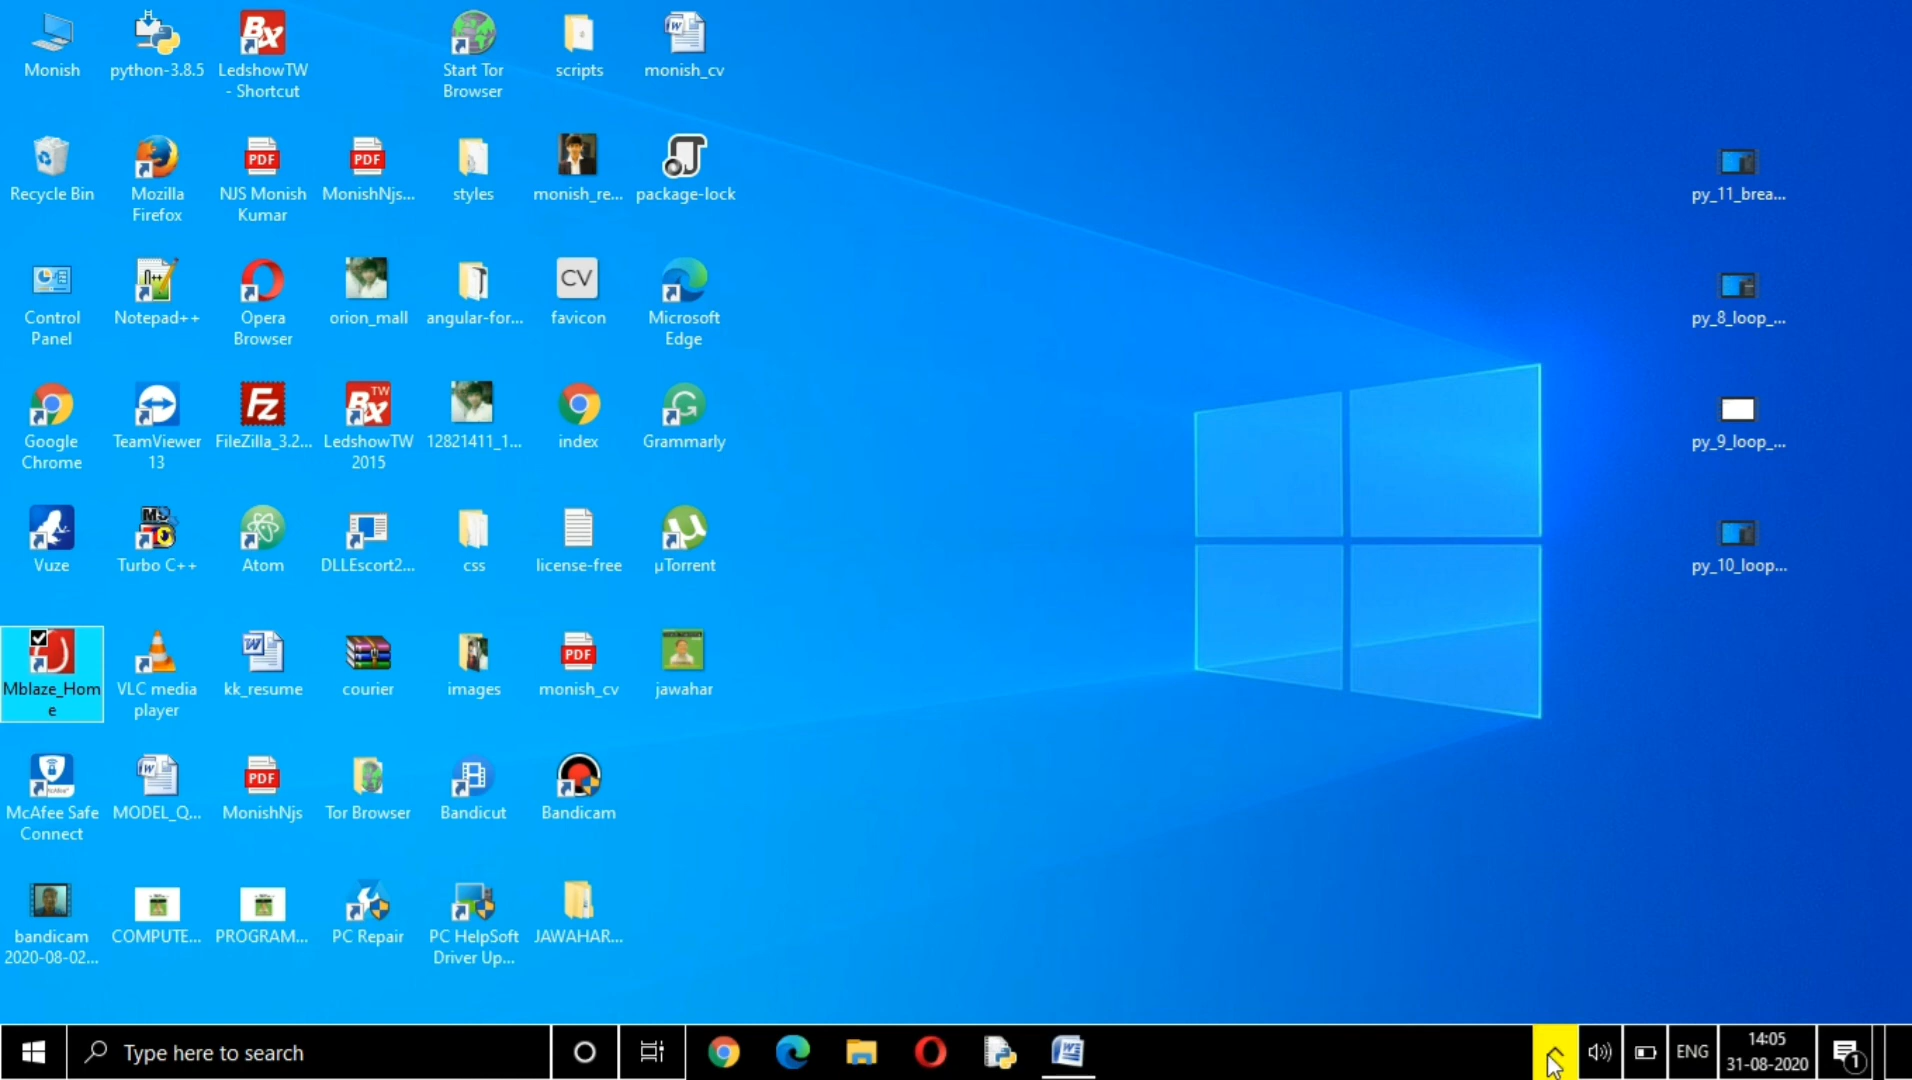 Monish
python-3.8.5
LedshowTW
- Shortcut
Start Tor
Browser
scripts
monish_cv
Recycle Bin
Mozilla
Firefox
NJS Monish
Kumar
MonishNjs...
styles
monish_re...
package-lock
py_11_brea...
Control
Panel
Notepad++
Opera
Browser
orion_mall
angular-for...
CV
favicon
Microsoft
Edge
py_8_loop_...
Google
Chrome
TeamViewer
13
FileZilla_3.2...
LedshowTW
2015
12821411_1...
index
Grammarly
py_9_loop_...
Vuze
Turbo C++
Atom
DLLEscort2...
css
license-free
µTorrent
py_10_loop...
Mblaze_Hom
e
VLC media
player
kk_resume
courier
images
PDF
monish_cv
jawahar
McAfee Safe
Connect
MODEL_Q...
PDF
MonishNjs
Tor Browser
Bandicut
Bandicam
bandicam
2020-08-02...
COMPUTE...
PROGRAM...
PC Repair
PC HelpSoft
Driver Up...
JAWAHAR...
Type here to search
ENG
14:05
31-08-2020
1